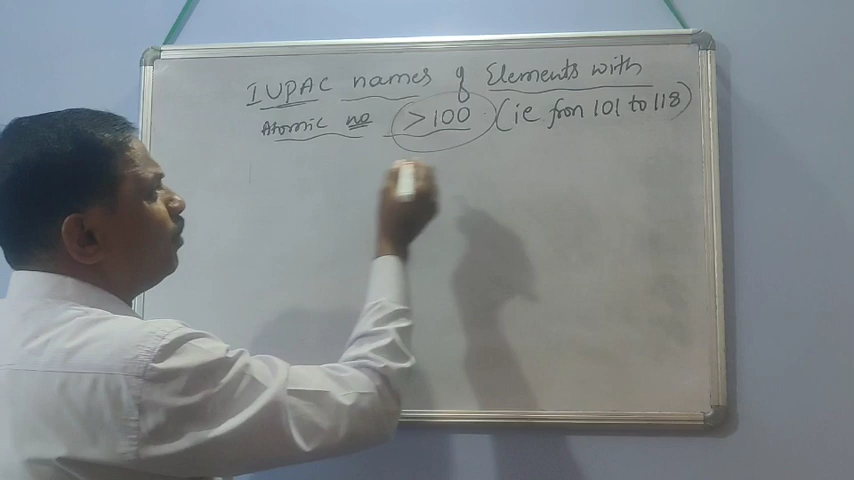 IUPAC names of Elements with
Atomic no >100 (ie from 101 to 118)